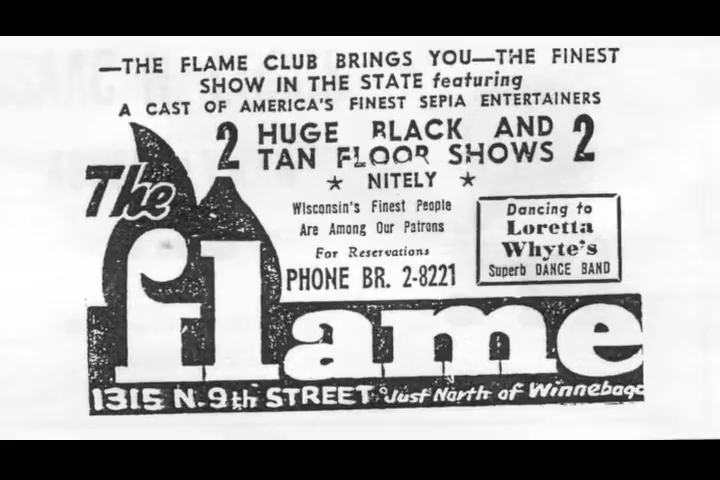 —THE FLAME CLUB BRINGS YOU—THE FINEST
SHOW IN THE STATE featuring
A CAST OF AMERICA'S FINEST SEPIA ENTERTAINERS
2 HUGE BLACK AND 2
TAN FLOOR SHOWS
★ NITELY ★
Wisconsin's Finest People
Are Among Our Patrons
For Reservations
PHONE BR. 2-8221
Dancing to
Loretta
Whyte's
Superb DANCE BAND
The
flame
1315 N. 9th STREET Just North of Winnebago